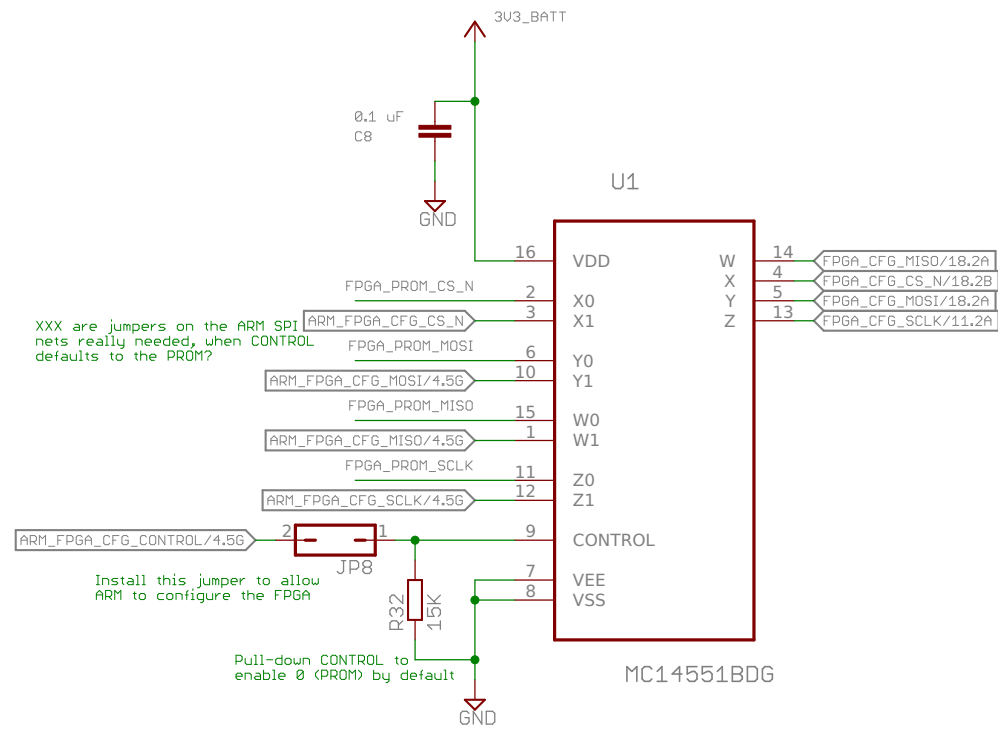 3V3_BATT
0.1 uF
C8
GND
U1
16 VDD
W 14 FPGA_CFG_MISO/18.2A
X 4 FPGA_CFG_CS_N/18.2B
Y 5 FPGA_CFG_MOSI/18.2A
Z 13 FPGA_CFG_SCLK/11.2A
FPGA_PROM_CS_N 2 X0
ARM_FPGA_CFG_CS_N 3 X1
XXX are jumpers on the ARM SPI
nets really needed, when CONTROL
defaults to the PROM?
FPGA_PROM_MOSI 6 Y0
ARM_FPGA_CFG_MOSI/4.5G 10 Y1
FPGA_PROM_MISO 15 W0
ARM_FPGA_CFG_MISO/4.5G 1 W1
FPGA_PROM_SCLK 11 Z0
ARM_FPGA_CFG_SCLK/4.5G 12 Z1
ARM_FPGA_CFG_CONTROL/4.5G 2 1 9 CONTROL
JP8
Install this jumper to allow
ARM to configure the FPGA
7 VEE
8 VSS
R32
15K
Pull-down CONTROL to
enable 0 (PROM) by default
MC14551BDG
GND